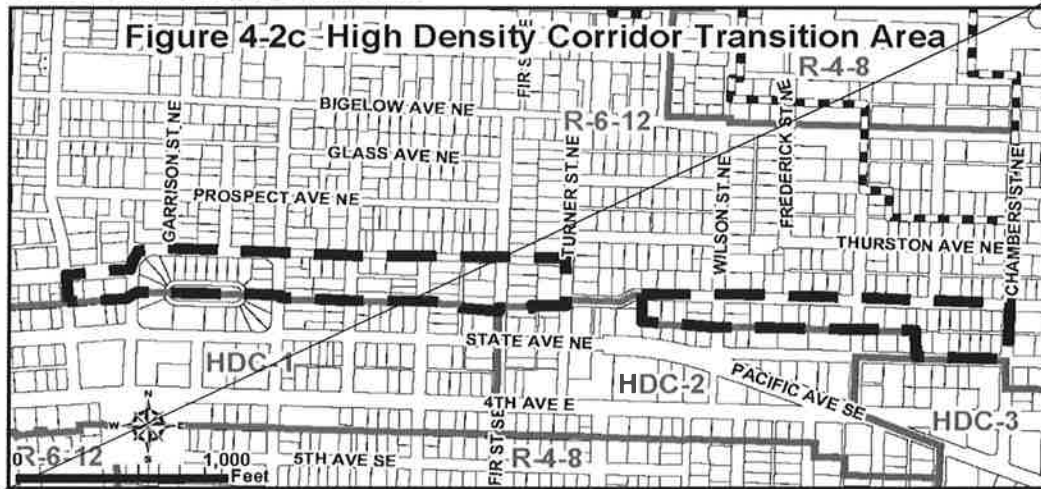 Figure 4-2c High Density Corridor Transition Area
FIR ST NE
R-4-8
BIGELOW AVE NE
R-6-12
GLASS AVE NE
GARRISON ST NE
PROSPECT AVE NE
TURNER ST NE
WILSON ST NE
FREDERICK ST NE
THURSTON AVE NE
CHAMBERS ST NE
STATE AVE NE
HDC-1
HDC-2
PACIFIC AVE SE
4TH AVE E
HDC-3
N
W
E
S
R-6-12
5TH AVE SE
FIR ST SE
R-4-8
0
1,000
Feet